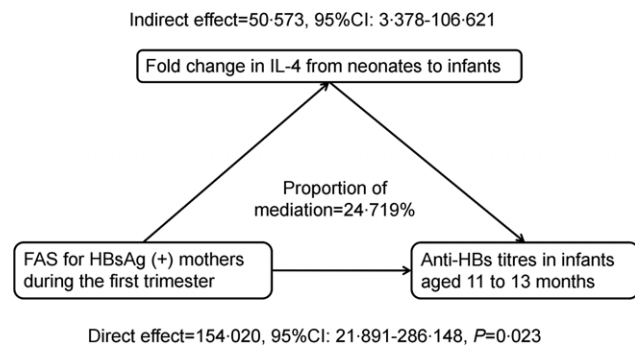 Indirect effect=50·573, 95%CI: 3·378-106·621
Fold change in IL-4 from neonates to infants
Proportion of
mediation=24·719%
FAS for HBsAg (+) mothers
during the first trimester
Anti-HBs titres in infants
aged 11 to 13 months
Direct effect=154·020, 95%CI: 21·891-286·148, P=0·023